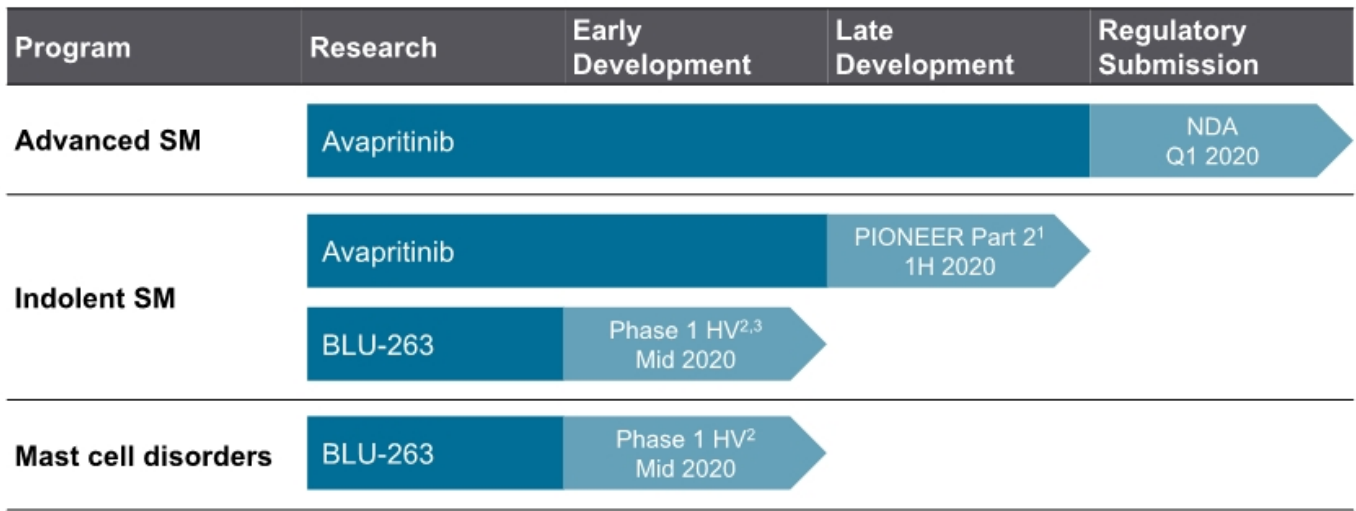 Program
Research
Early
Development
Late
Development
Regulatory
Submission
Advanced SM
Avapritinib
NDA
Q1 2020
Indolent SM
Avapritinib
PIONEER Part 2¹
1H 2020
BLU-263
Phase 1 HV²,³
Mid 2020
Mast cell disorders
BLU-263
Phase 1 HV²
Mid 2020